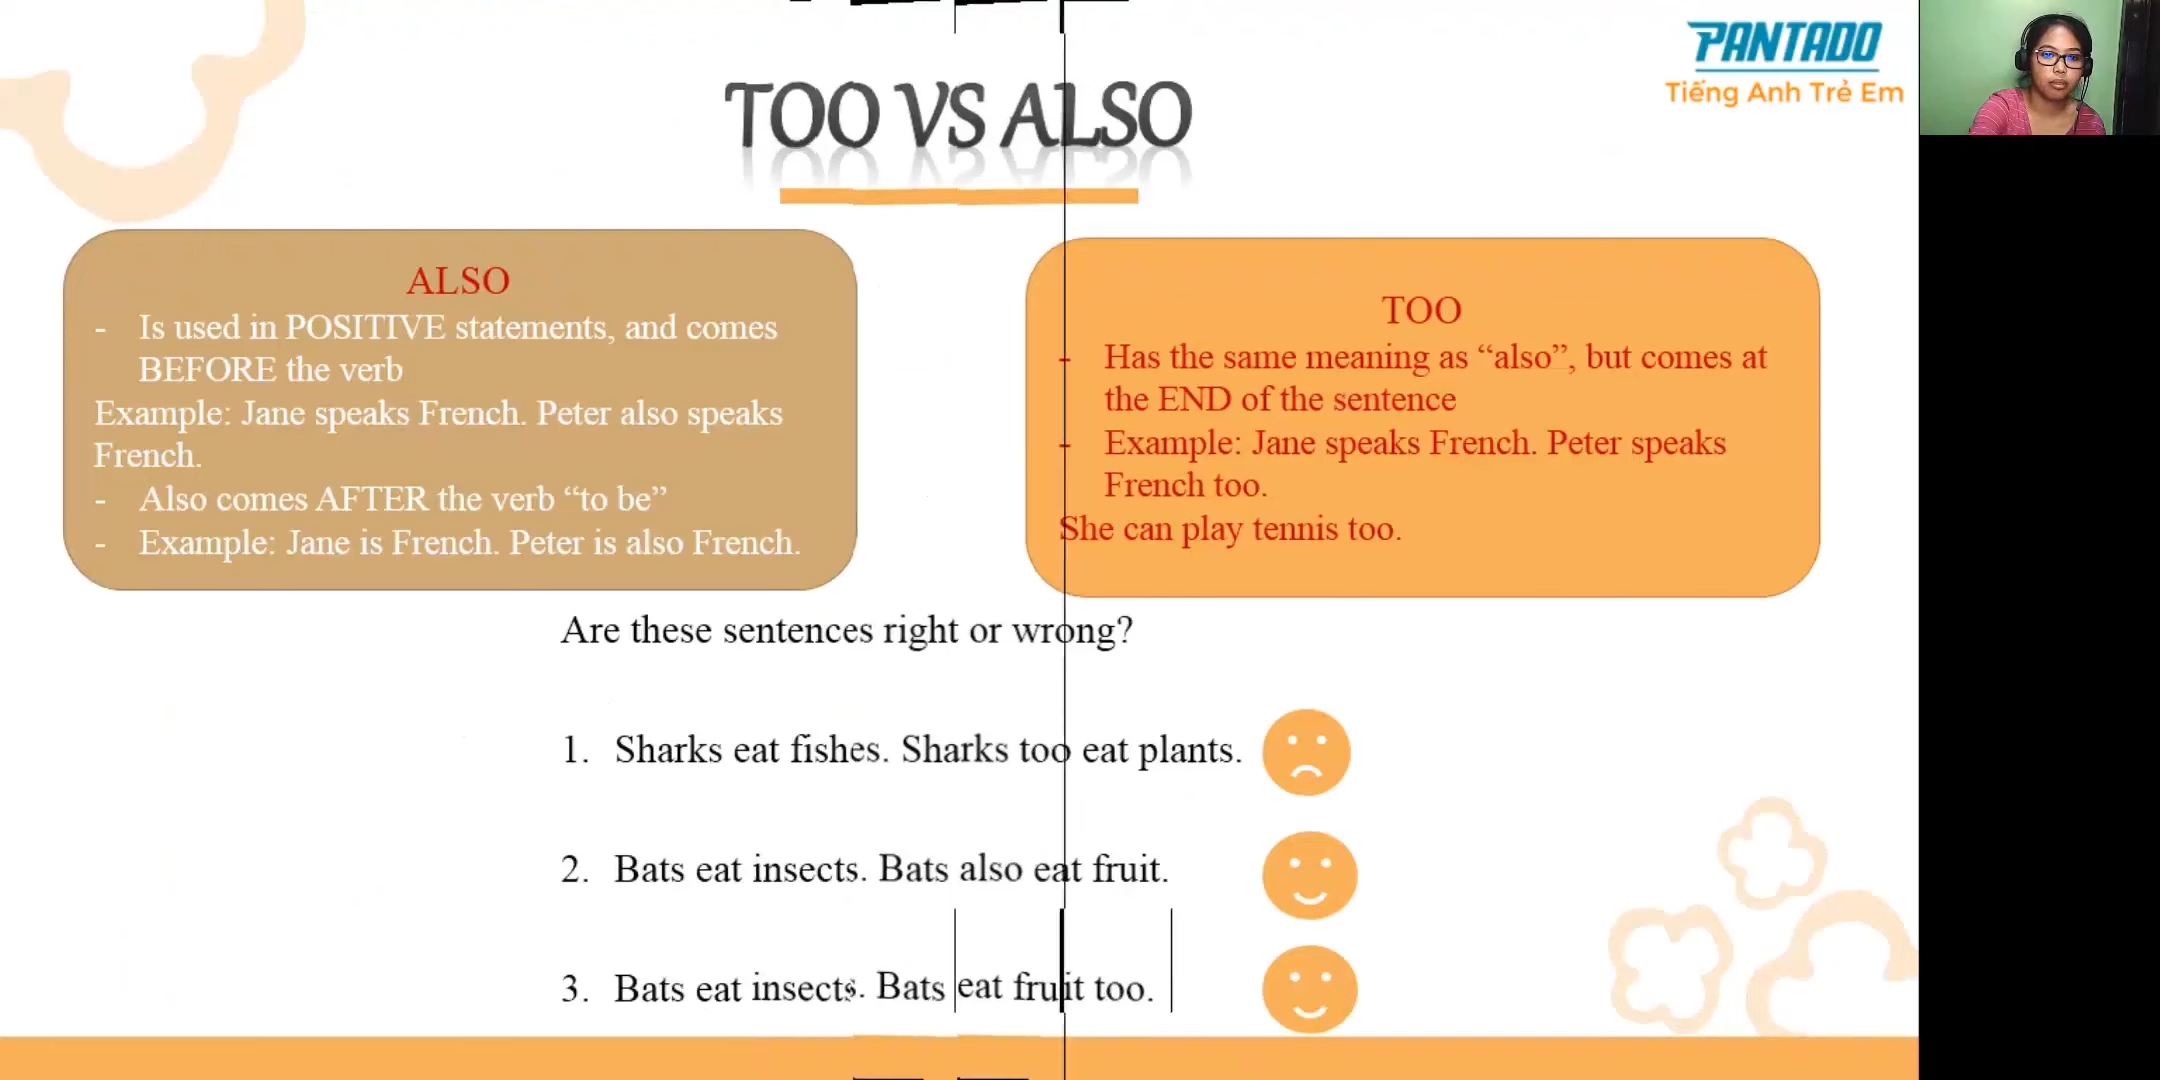 PANTADO
Tiếng Anh Trẻ Em
TOO VS ALSO
ALSO
- Is used in POSITIVE statements, and comes
BEFORE the verb
Example: Jane speaks French. Peter also speaks
French.
- Also comes AFTER the verb “to be”
- Example: Jane is French. Peter is also French.
TOO
- Has the same meaning as “also”, but comes at
the END of the sentence
- Example: Jane speaks French. Peter speaks
French too.
She can play tennis too.
Are these sentences right or wrong?
1. Sharks eat fishes. Sharks too eat plants.
2. Bats eat insects. Bats also eat fruit.
3. Bats eat insects. Bats eat fruit too.